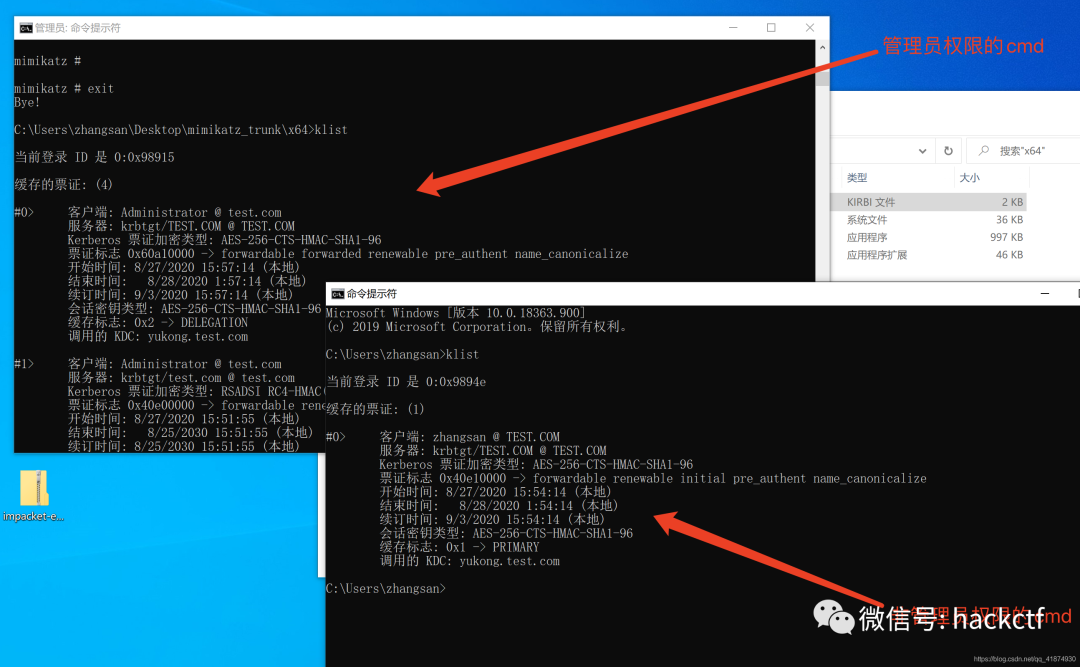 管理员: 命令提示符
mimikatz #
mimikatz # exit
Bye!
C:\Users\zhangsan\Desktop\mimikatz_trunk\x64>klist
当前登录 ID 是 0:0x98915
缓存的票证: (4)
#0> 客户端: Administrator @ test.com
服务器: krbtgt/TEST.COM @ TEST.COM
Kerberos 票证加密类型: AES-256-CTS-HMAC-SHA1-96
票证标志 0x60a10000 -> forwardable forwarded renewable pre_authent name_canonicalize
开始时间: 8/27/2020 15:57:14 (本地)
结束时间: 8/28/2020 1:57:14 (本地)
续订时间: 9/3/2020 15:57:14 (本地)
会话密钥类型: AES-256-CTS-HMAC-SHA1-96
缓存标志: 0x2 -> DELEGATION
调用的 KDC: yukong.test.com
#1> 客户端: Administrator @ test.com
服务器: krbtgt/test.com @ test.com
Kerberos 票证加密类型: RSADSI RC4-HMAC(
票证标志 0x40e00000 -> forwardable rene
开始时间: 8/27/2020 15:51:55 (本地)
结束时间: 8/25/2030 15:51:55 (本地)
续订时间: 8/25/2030 15:51:55 (本地)
管理员权限的cmd
搜索"x64"
类型 大小
KIRBI 文件 2 KB
系统文件 36 KB
应用程序 997 KB
应用程序扩展 46 KB
命令提示符
Microsoft Windows [版本 10.0.18363.900]
(c) 2019 Microsoft Corporation。保留所有权利。
C:\Users\zhangsan>klist
当前登录 ID 是 0:0x9894e
缓存的票证: (1)
#0> 客户端: zhangsan @ TEST.COM
服务器: krbtgt/TEST.COM @ TEST.COM
Kerberos 票证加密类型: AES-256-CTS-HMAC-SHA1-96
票证标志 0x40e10000 -> forwardable renewable initial pre_authent name_canonicalize
开始时间: 8/27/2020 15:54:14 (本地)
结束时间: 8/28/2020 1:54:14 (本地)
续订时间: 9/3/2020 15:54:14 (本地)
会话密钥类型: AES-256-CTS-HMAC-SHA1-96
缓存标志: 0x1 -> PRIMARY
调用的 KDC: yukong.test.com
C:\Users\zhangsan>
impacket-e...
管理员权限的cmd
微信号: hackctf
https://blog.csdn.net/qq_41874930